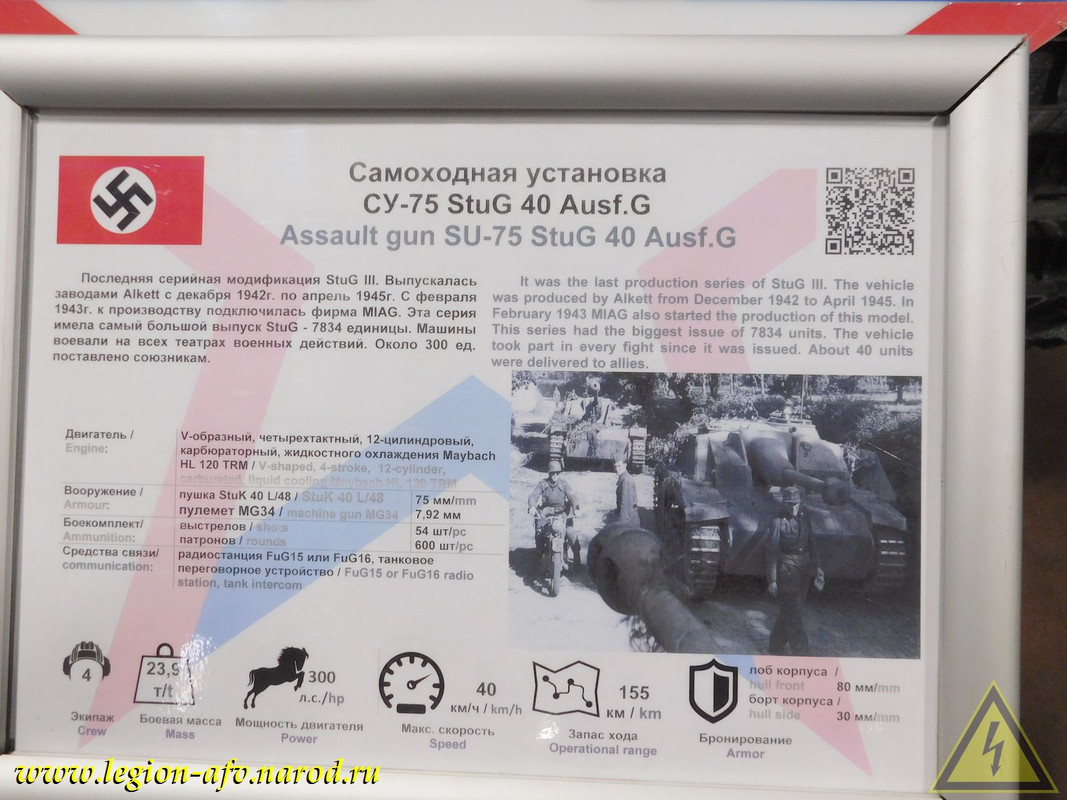 Самоходная установка
СУ-75 StuG 40 Ausf.G
Assault gun SU-75 StuG 40 Ausf.G
Последняя серийная модификация StuG III. Выпускалась
заводами Alkett с декабря 1942г. по апрель 1945г. С февраля
1943г. к производству подключилась фирма MIAG. Эта серия
имела самый большой выпуск StuG - 7834 единицы. Машины
воевали на всех театрах военных действий. Около 300 ед.
поставлено союзникам.
It was the last production series of StuG III. The vehicle
was produced by Alkett from December 1942 to April 1945. In
February 1943 MIAG also started the production of this model.
This series had the biggest issue of 7834 units. The vehicle
took part in every fight since it was issued. About 40 units
were delivered to allies.
Двигатель /
Engine:
V-образный, четырехтактный, 12-цилиндровый,
карбюраторный, жидкостного охлаждения Maybach
HL 120 TRM / V-shaped, 4-stroke, 12-cylinder,
carburated, liquid cooling Maybach HL 120 TRM
Вооружение /
Armour:
пушка StuK 40 L/48 / StuK 40 L/48 75 мм/mm
пулемет MG34 / machine gun MG34 7,92 мм
Боекомплект/
Ammunition:
выстрелов / shots 54 шт/pc
патронов / rounds 600 шт/pc
Средства связи/
communication:
радиостанция FuG15 или FuG16, танковое
переговорное устройство / FuG15 or FuG16 radio
station, tank intercom
4
Экипаж
Crew
23,9
т/t
Боевая масса
Mass
300
л.с./hp
Мощность двигателя
Power
40
км/ч / km/h
Макс. скорость
Speed
155
км / km
Запас хода
Operational range
лоб корпуса /
hull front 80 мм/mm
борт корпуса /
hull side 30 мм/mm
Бронирование
Armor
www.legion-afv.narod.ru